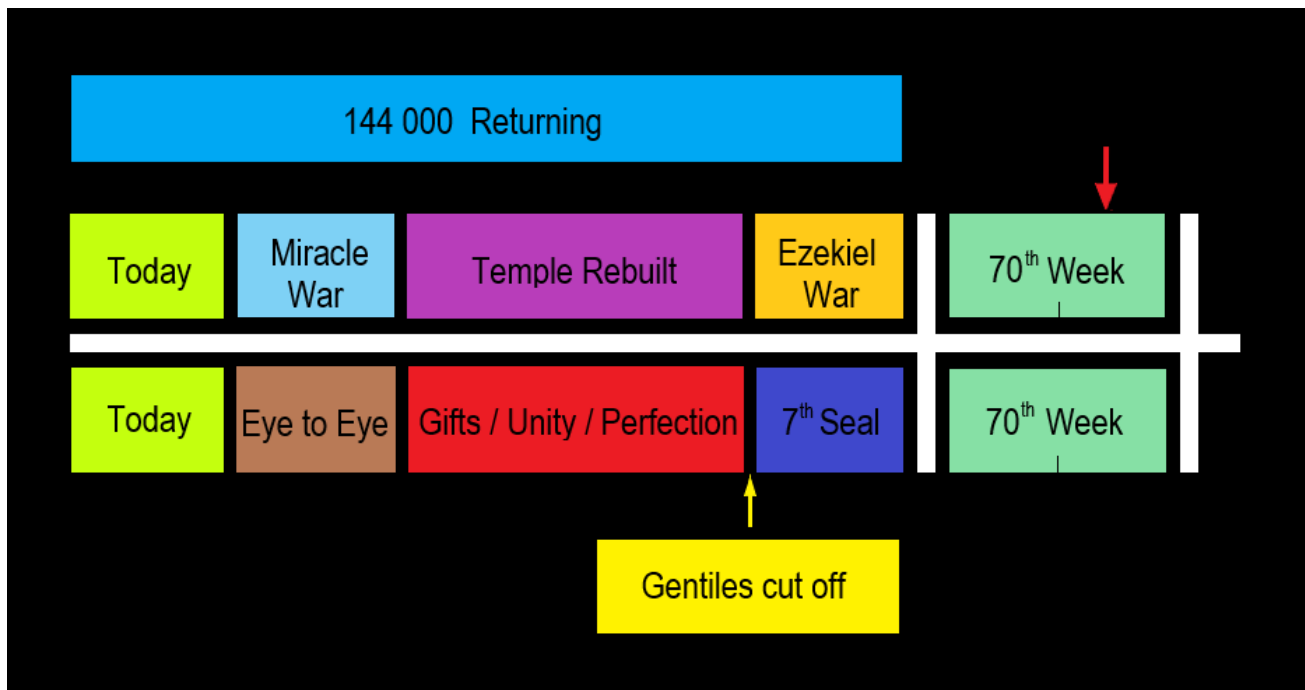 144 000 Returning
Today
Miracle
War
Temple Rebuilt
Ezekiel
War
70th Week
Today
Eye to Eye
Gifts / Unity / Perfection
7th Seal
70th Week
Gentiles cut off